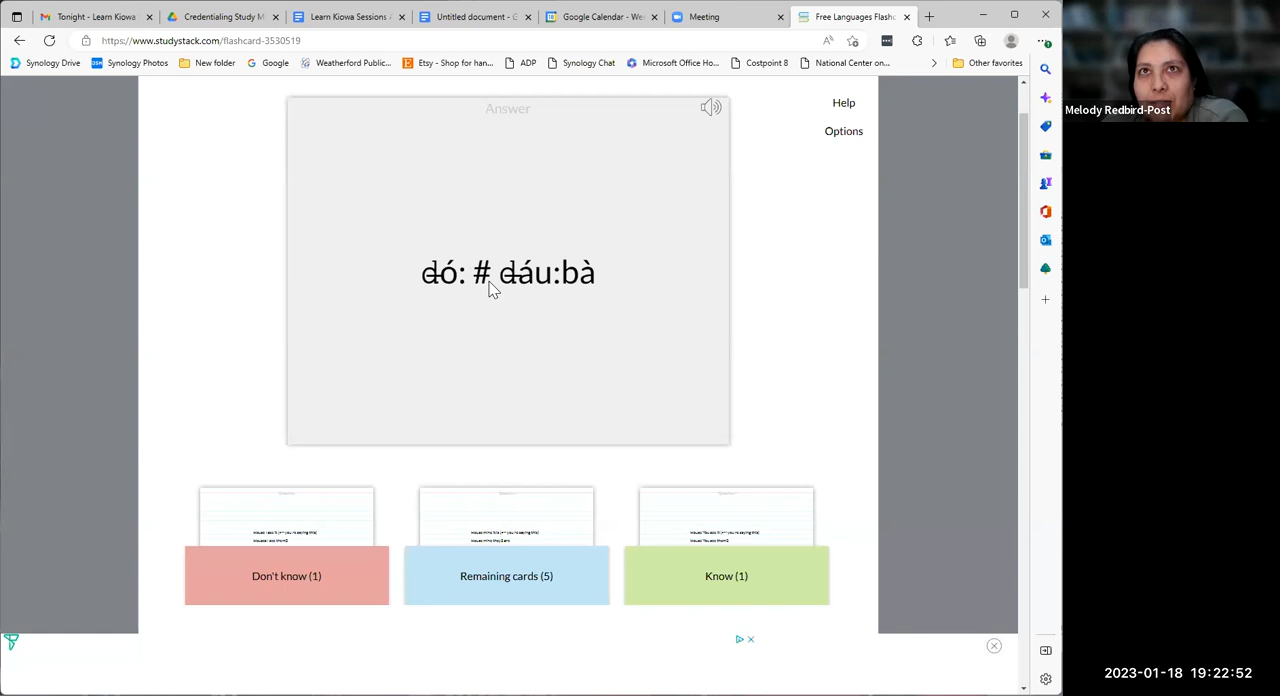 Tonight - Learn Kiowa
Credentialing Study M
Learn Kiowa Sessions A
Untitled document - G
Google Calendar - We
Meeting
Free Languages Flashc
https://www.studystack.com/flashcard-3530519
Synology Drive
Synology Photos
New folder
Google
Weatherford Public...
Etsy - Shop for han...
ADP
Synology Chat
Microsoft Office Ho...
Costpoint 8
National Center on...
Other favorites
Answer
Help
Options
Melody Redbird-Post
d̶ó: # d̶áu:bà
Don't know (1)
Remaining cards (5)
Know (1)
2023-01-18 19:22:52